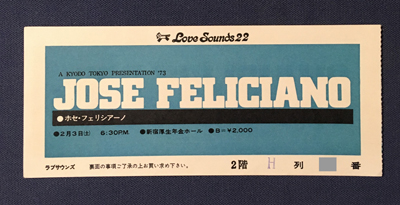 Love Sounds 22
A KYODO TOKYO PRESENTATION '73
JOSE FELICIANO
●ホセ・フェリシアーノ
●2月3日(土) 6:30P.M. ●新宿厚生年金ホール ●B=¥2,000
ラブサウンズ 裏面の事項ご了承の上お買い求め下さい。 2階 H 列 番